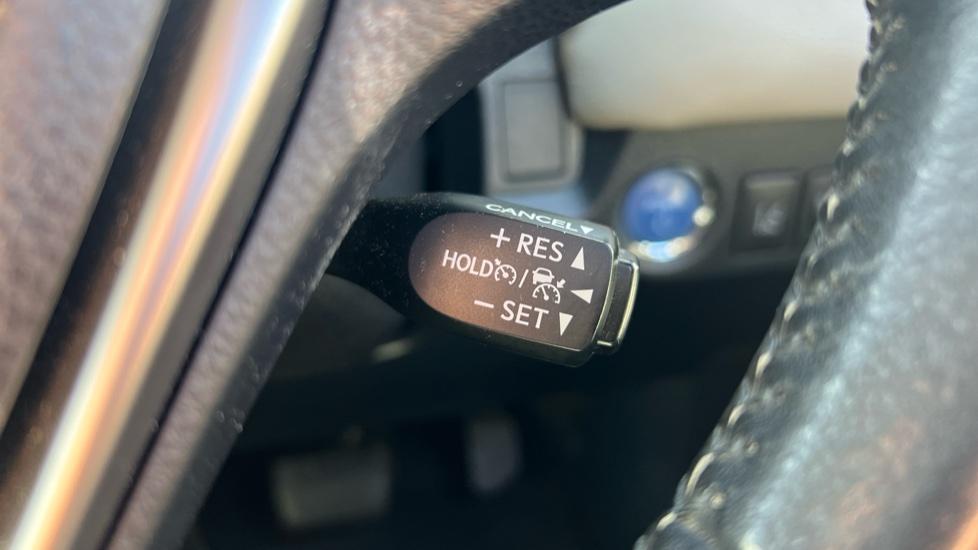 CANCEL▼
+ RES ▲
HOLD / ◀
− SET ▼